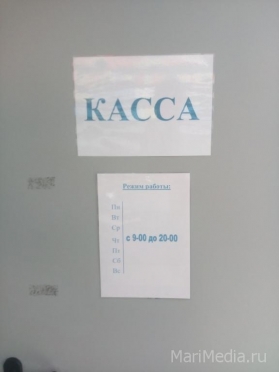 КАССА
Режим работы:
Пн
Вт
Ср
Чт
с 9-00 до 20-00
Пт
Сб
Вс
MariMedia.ru